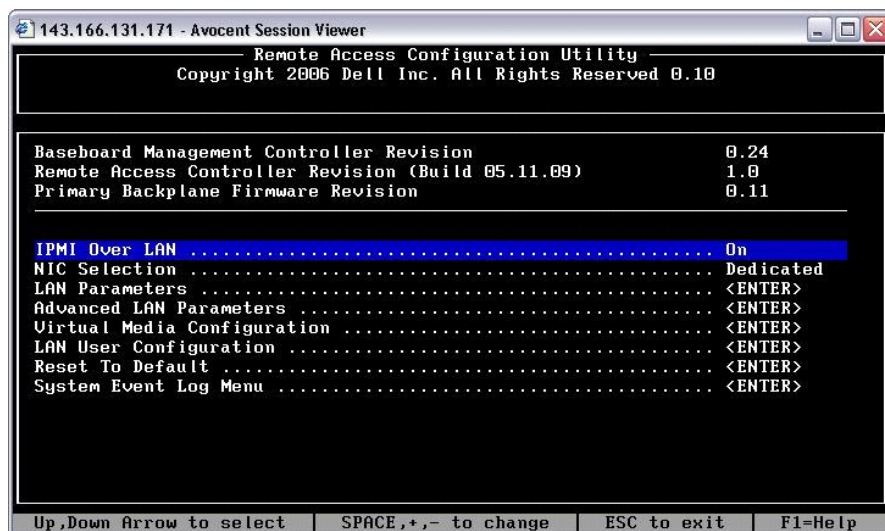 143.166.131.171 - Avocent Session Viewer
Remote Access Configuration Utility
Copyright 2006 Dell Inc. All Rights Reserved 0.10
Baseboard Management Controller Revision 0.24
Remote Access Controller Revision (Build 05.11.09) 1.0
Primary Backplane Firmware Revision 0.11
IPMI Over LAN ................................................ On
NIC Selection ................................................ Dedicated
LAN Parameters ............................................... <ENTER>
Advanced LAN Parameters ...................................... <ENTER>
Virtual Media Configuration .................................. <ENTER>
LAN User Configuration ....................................... <ENTER>
Reset To Default ............................................. <ENTER>
System Event Log Menu ........................................ <ENTER>
Up,Down Arrow to select SPACE,+,- to change ESC to exit F1=Help